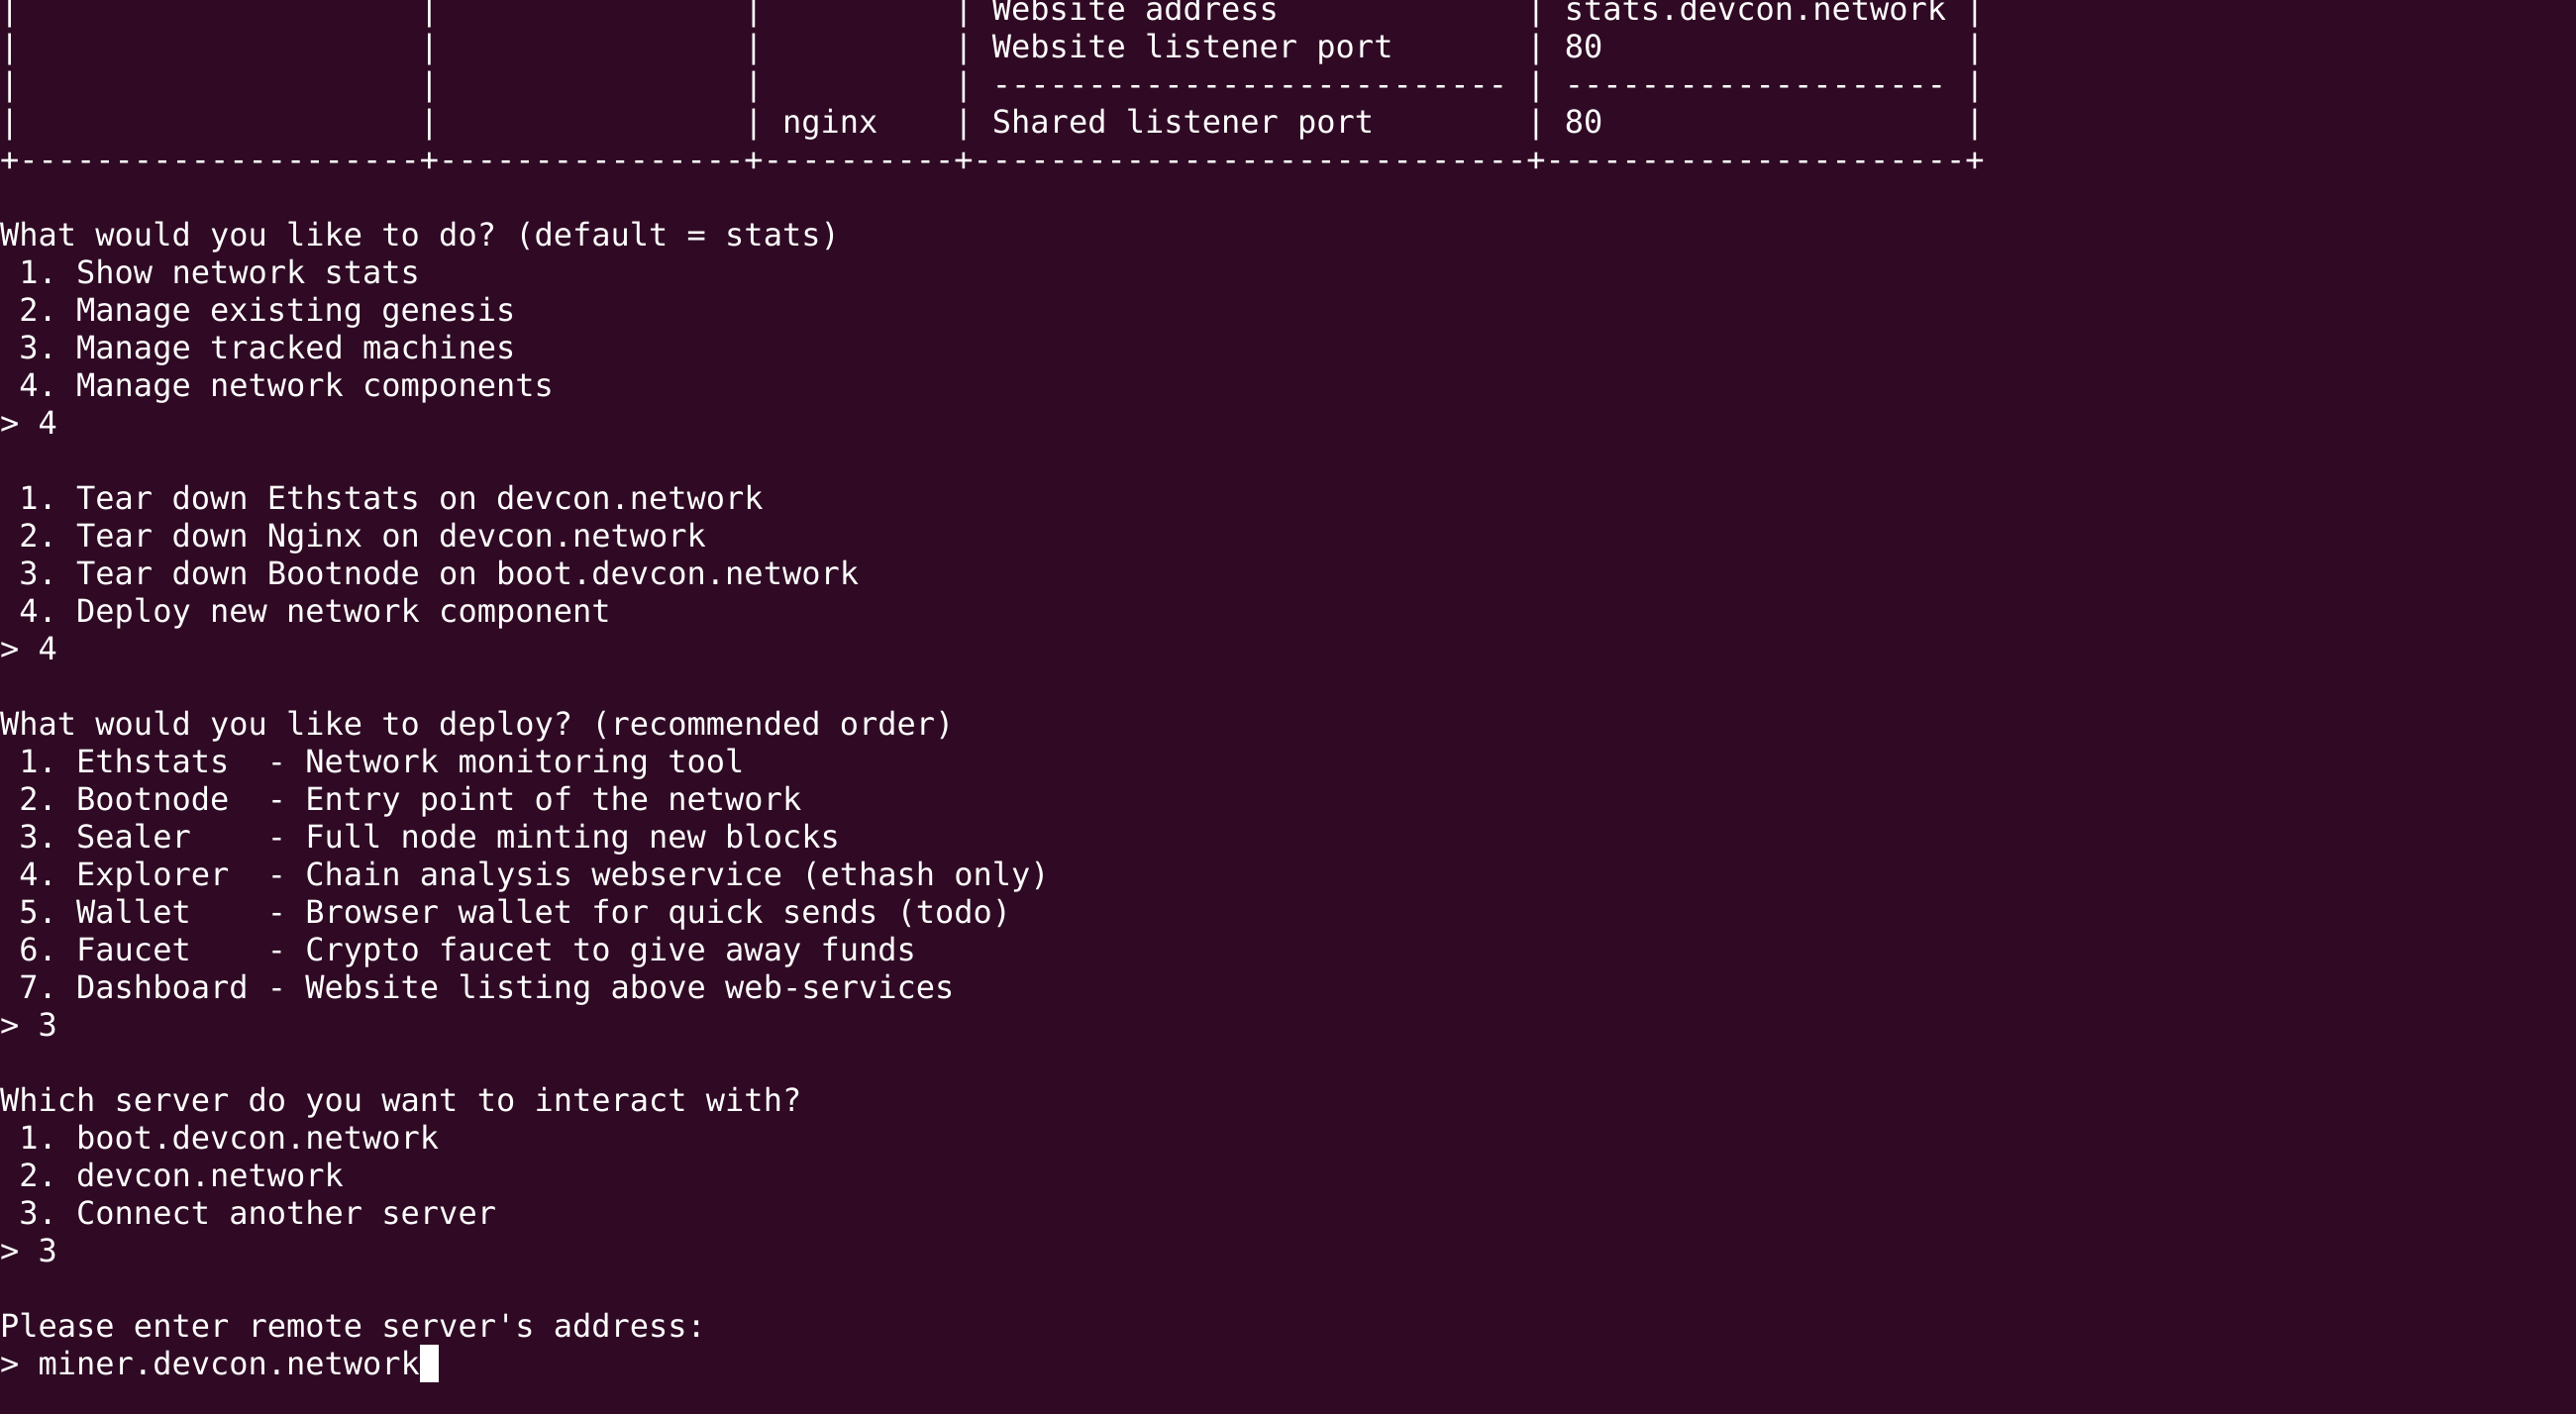 |                     |                |          | Website address             | stats.devcon.network |
|                     |                |          | Website listener port       | 80                   |
|                     |                |          | --------------------------- | -------------------- |
|                     |                | nginx    | Shared listener port        | 80                   |
+---------------------+----------------+----------+-----------------------------+----------------------+
What would you like to do? (default = stats)
 1. Show network stats
 2. Manage existing genesis
 3. Manage tracked machines
 4. Manage network components
> 4
 1. Tear down Ethstats on devcon.network
 2. Tear down Nginx on devcon.network
 3. Tear down Bootnode on boot.devcon.network
 4. Deploy new network component
> 4
What would you like to deploy? (recommended order)
 1. Ethstats  - Network monitoring tool
 2. Bootnode  - Entry point of the network
 3. Sealer    - Full node minting new blocks
 4. Explorer  - Chain analysis webservice (ethash only)
 5. Wallet    - Browser wallet for quick sends (todo)
 6. Faucet    - Crypto faucet to give away funds
 7. Dashboard - Website listing above web-services
> 3
Which server do you want to interact with?
 1. boot.devcon.network
 2. devcon.network
 3. Connect another server
> 3
Please enter remote server's address:
> miner.devcon.network